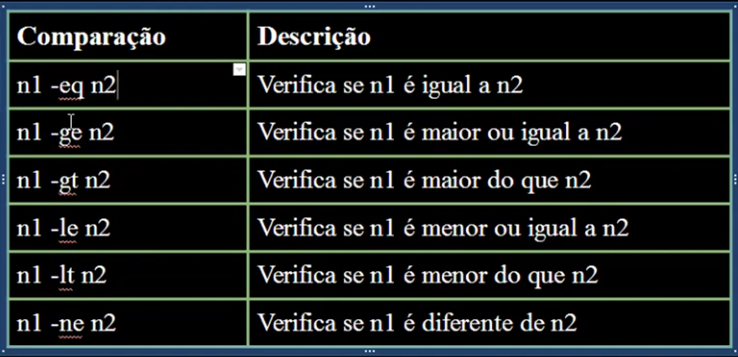 Comparação Descrição
n1 -eq n2 Verifica se n1 é igual a n2
n1 -ge n2 Verifica se n1 é maior ou igual a n2
n1 -gt n2 Verifica se n1 é maior do que n2
n1 -le n2 Verifica se n1 é menor ou igual a n2
n1 -lt n2 Verifica se n1 é menor do que n2
n1 -ne n2 Verifica se n1 é diferente de n2